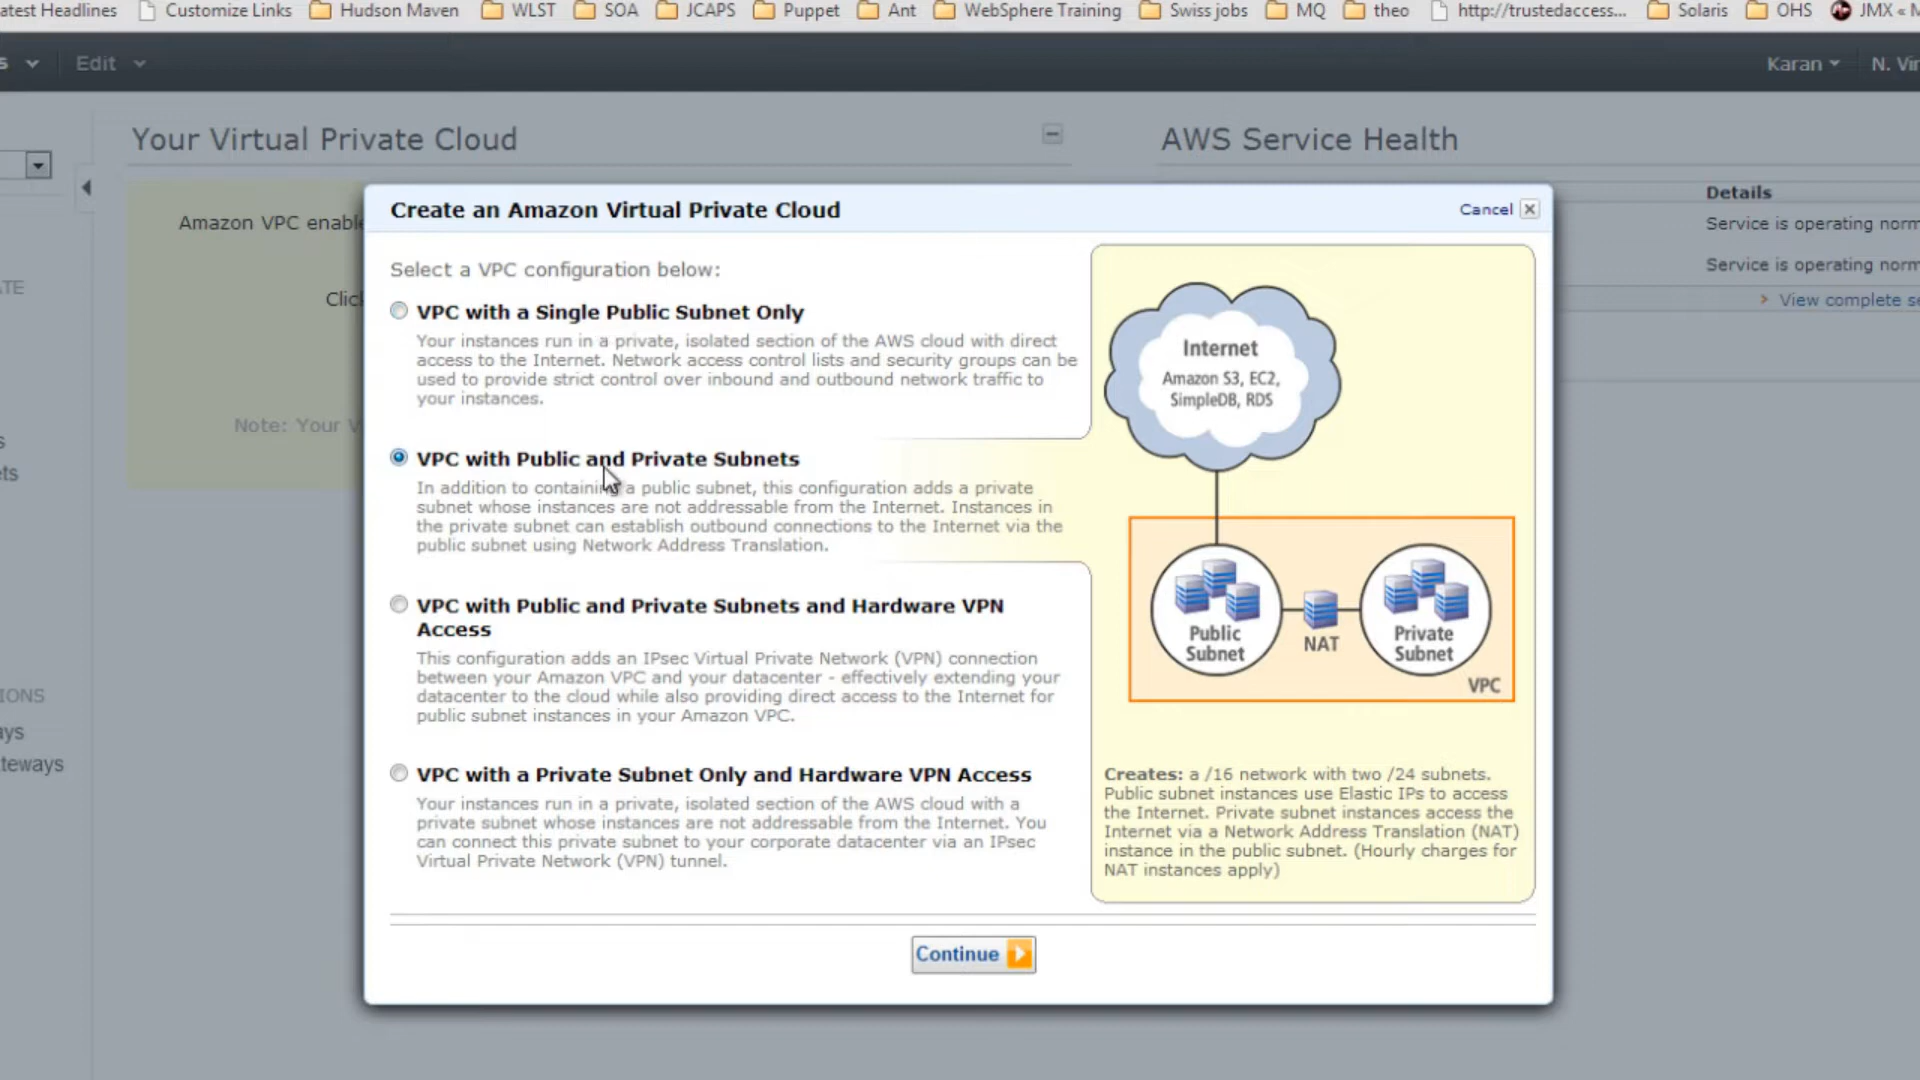 atest Headlines Customize Links Hudson Maven WLST SOA JCAPS Puppet Ant WebSphere Training Swiss jobs MQ theo http://trustedaccess... Solaris OHS JMX « M
s Edit Karan N. Vir
Your Virtual Private Cloud AWS Service Health
Create an Amazon Virtual Private Cloud Cancel
Details
Amazon VPC enable
Service is operating norm
Service is operating norm
Click
View complete se
Note: Your V
ATE
s
ts
IONS
ays
teways
Select a VPC configuration below:
VPC with a Single Public Subnet Only
Your instances run in a private, isolated section of the AWS cloud with direct
access to the Internet. Network access control lists and security groups can be
used to provide strict control over inbound and outbound network traffic to
your instances.
VPC with Public and Private Subnets
In addition to containing a public subnet, this configuration adds a private
subnet whose instances are not addressable from the Internet. Instances in
the private subnet can establish outbound connections to the Internet via the
public subnet using Network Address Translation.
VPC with Public and Private Subnets and Hardware VPN
Access
This configuration adds an IPsec Virtual Private Network (VPN) connection
between your Amazon VPC and your datacenter - effectively extending your
datacenter to the cloud while also providing direct access to the Internet for
public subnet instances in your Amazon VPC.
VPC with a Private Subnet Only and Hardware VPN Access
Your instances run in a private, isolated section of the AWS cloud with a
private subnet whose instances are not addressable from the Internet. You
can connect this private subnet to your corporate datacenter via an IPsec
Virtual Private Network (VPN) tunnel.
Internet
Amazon S3, EC2,
SimpleDB, RDS
Public
Subnet
NAT
Private
Subnet
VPC
Creates: a /16 network with two /24 subnets.
Public subnet instances use Elastic IPs to access
the Internet. Private subnet instances access the
Internet via a Network Address Translation (NAT)
instance in the public subnet. (Hourly charges for
NAT instances apply)
Continue